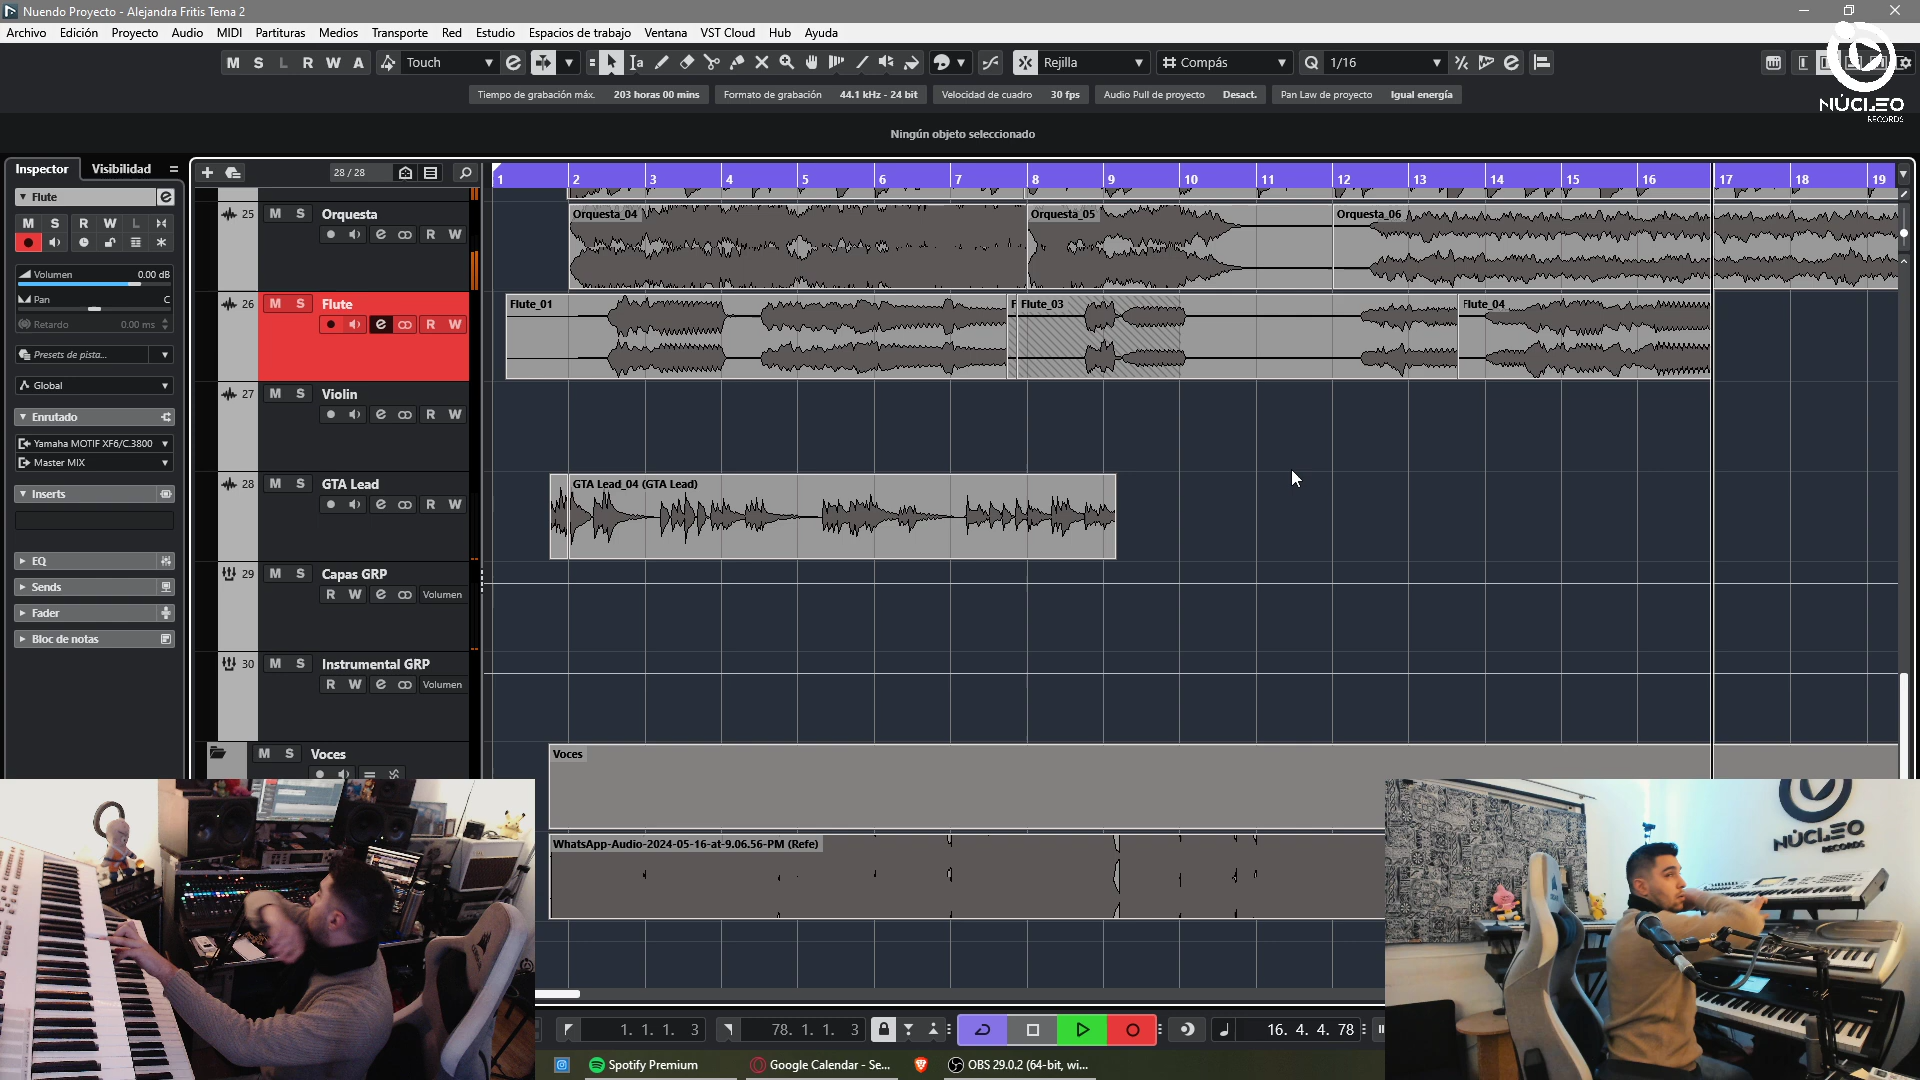 Nuendo Proyecto - Alejandra Fritis Tema 2
Archivo Edición Proyecto Audio MIDI Partituras Medios Transporte Red Estudio Espacios de trabajo Ventana VST Cloud Hub Ayuda
M S L R W A Touch Rejilla Compás Q 1/16
NÚCLEO
RECORDS
Tiempo de grabación máx. 203 horas 00 mins Formato de grabación 44.1 kHz - 24 bit Velocidad de cuadro 30 fps Audio Pull de proyecto Desact. Pan Law de proyecto Igual energía
Ningún objeto seleccionado
Inspector Visibilidad
28 / 28
1 2 3 4 5 6 7 8 9 10 11 12 13 14 15 16 17 18 19
Flute
M S R W L
Volumen 0.00 dB
Pan C
Retardo 0.00 ms
Presets de pista...
Global
Enrutado
Yamaha MOTIF XF6/C.3800
Master MIX
Inserts
EQ
Sends
Fader
Bloc de notas
25 M S Orquesta
R W
Orquesta_04 Orquesta_05 Orquesta_06
26 M S Flute
R W
Flute_01 F Flute_03 Flute_04
27 M S Violin
R W
28 M S GTA Lead
R W
GTA Lead_04 (GTA Lead)
29 M S Capas GRP
R W Volumen
30 M S Instrumental GRP
R W Volumen
M S Voces
Voces
WhatsApp-Audio-2024-05-16-at-9.06.56-PM (Refe)
NÚCLEO
RECORDS
1. 1. 1. 3 78. 1. 1. 3 16. 4. 4. 78
Spotify Premium Google Calendar - Se... OBS 29.0.2 (64-bit, wi...